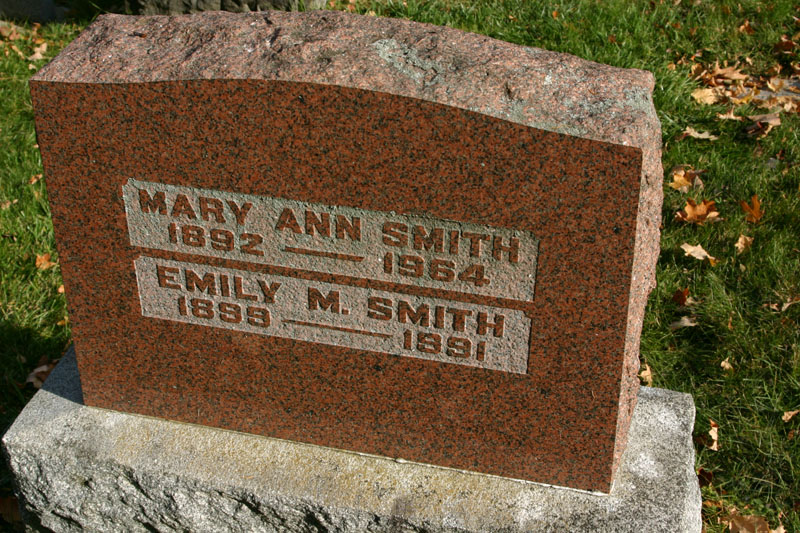 MARY ANN SMITH
1892 — 1964
EMILY M. SMITH
1899 — 1991